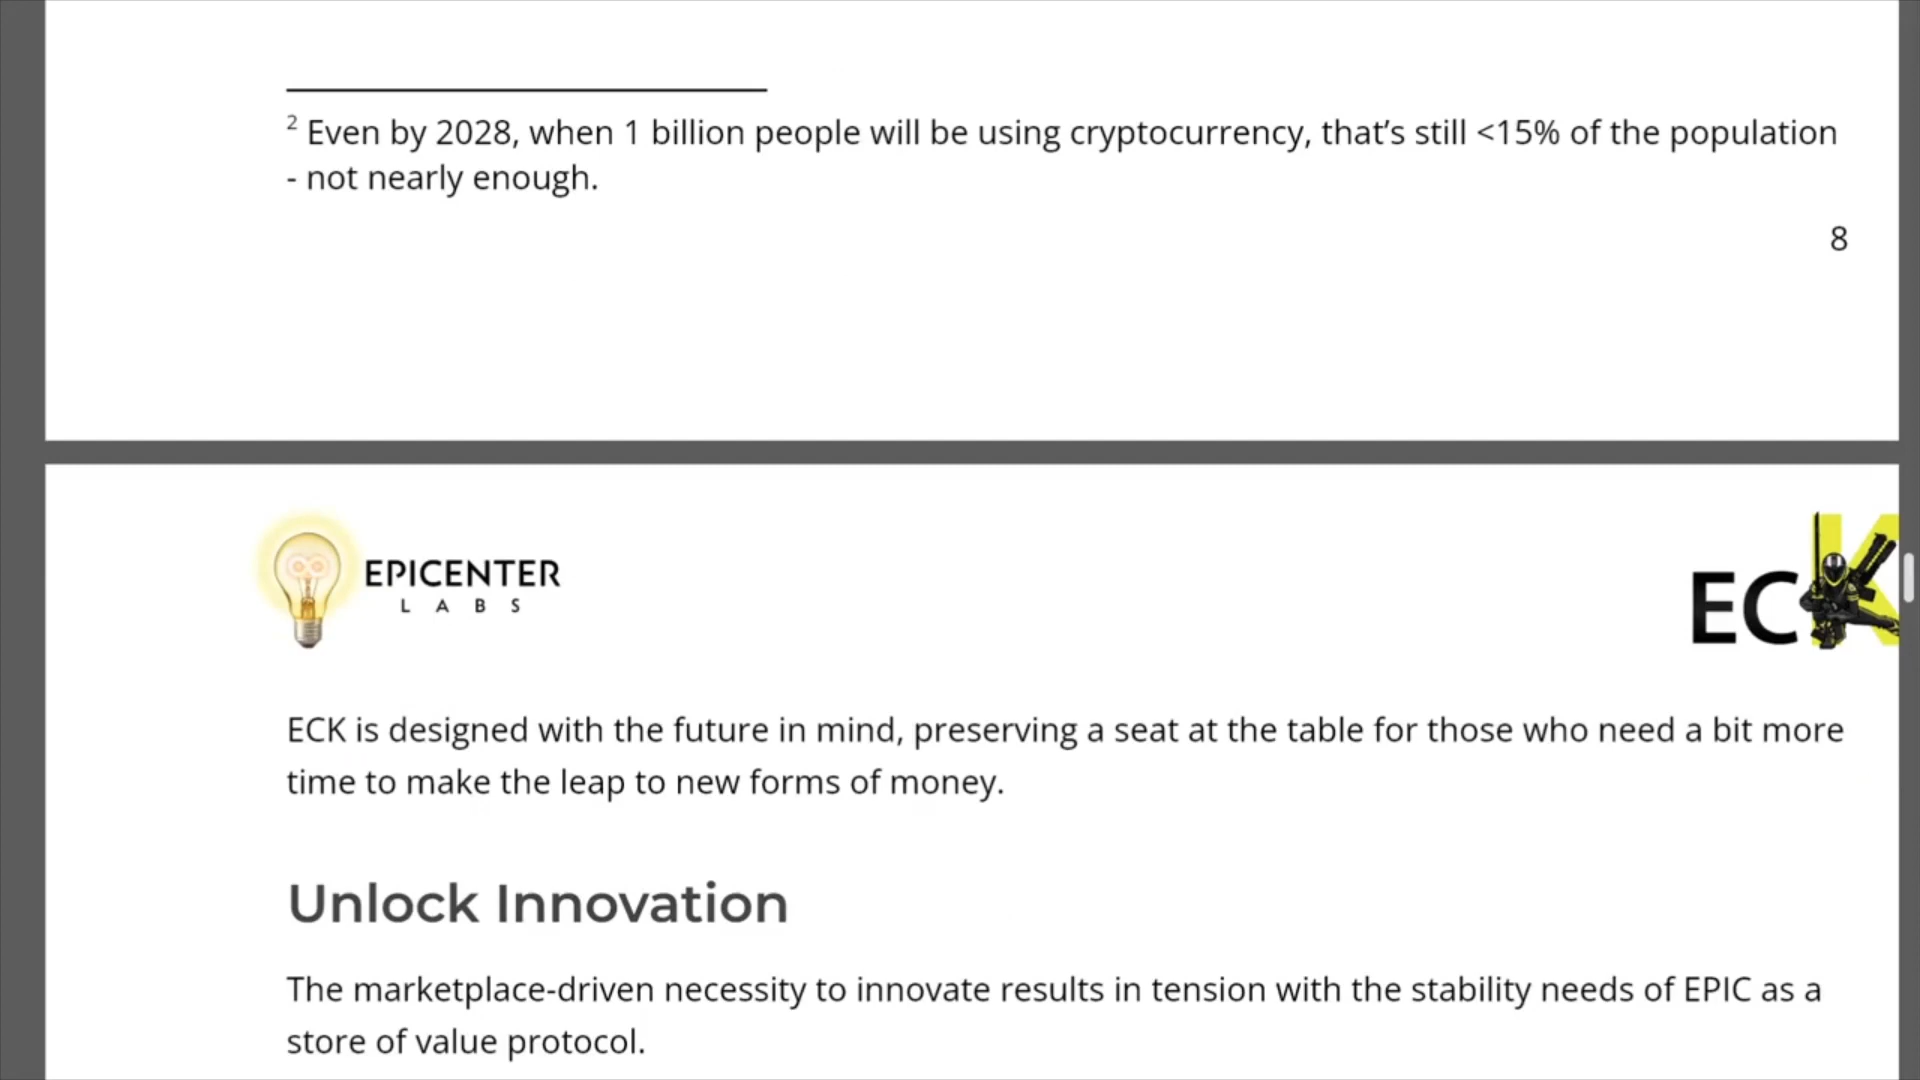 2 Even by 2028, when 1 billion people will be using cryptocurrency, that’s still <15% of the population
- not nearly enough.
8
EPICENTER
LABS
ECK
ECK is designed with the future in mind, preserving a seat at the table for those who need a bit more
time to make the leap to new forms of money.
Unlock Innovation
The marketplace-driven necessity to innovate results in tension with the stability needs of EPIC as a
store of value protocol.